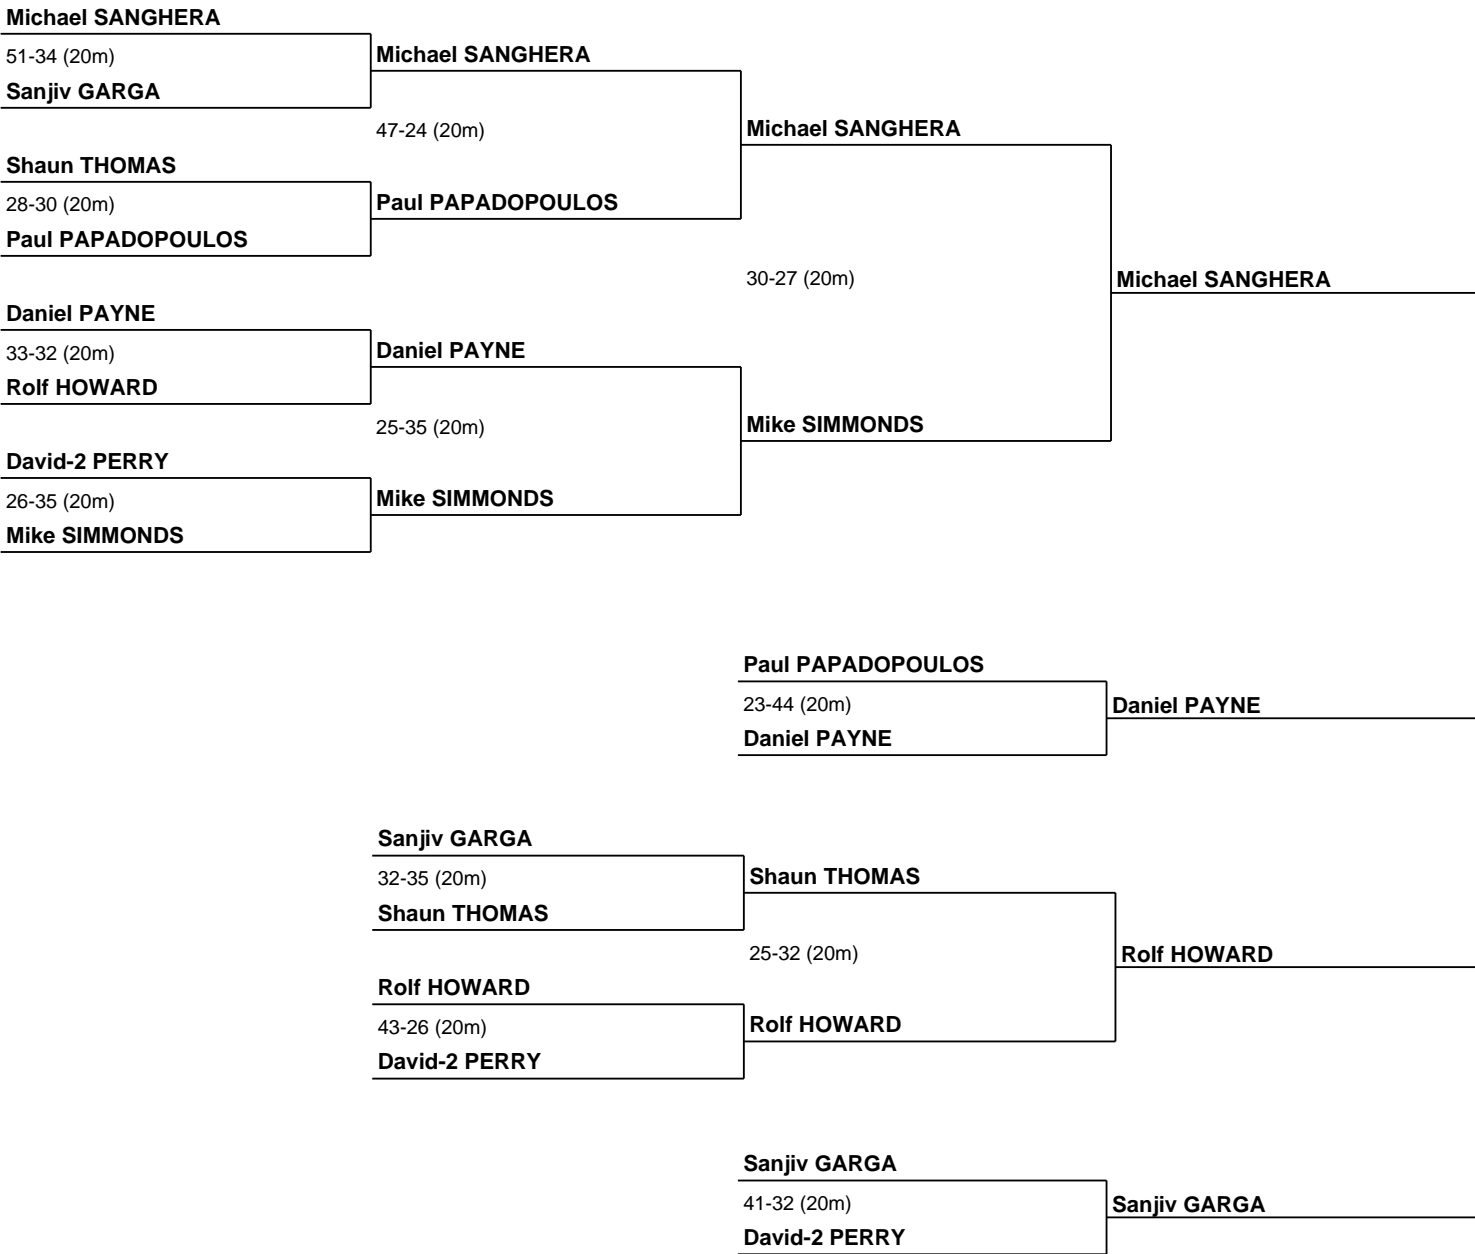 Michael SANGHERA
51-34 (20m)
Michael SANGHERA
Sanjiv GARGA
47-24 (20m)
Michael SANGHERA
Shaun THOMAS
28-30 (20m)
Paul PAPADOPOULOS
Paul PAPADOPOULOS
30-27 (20m)
Michael SANGHERA
Daniel PAYNE
33-32 (20m)
Daniel PAYNE
Rolf HOWARD
25-35 (20m)
Mike SIMMONDS
David-2 PERRY
26-35 (20m)
Mike SIMMONDS
Mike SIMMONDS
Paul PAPADOPOULOS
23-44 (20m)
Daniel PAYNE
Daniel PAYNE
Sanjiv GARGA
32-35 (20m)
Shaun THOMAS
Shaun THOMAS
25-32 (20m)
Rolf HOWARD
Rolf HOWARD
43-26 (20m)
Rolf HOWARD
David-2 PERRY
Sanjiv GARGA
41-32 (20m)
Sanjiv GARGA
David-2 PERRY